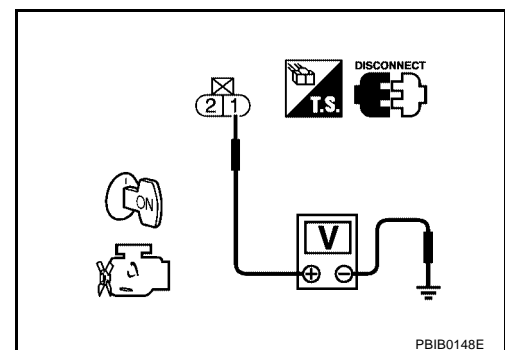 DISCONNECT
T.S.
2 1
ON
V
+ −
PBIB0148E